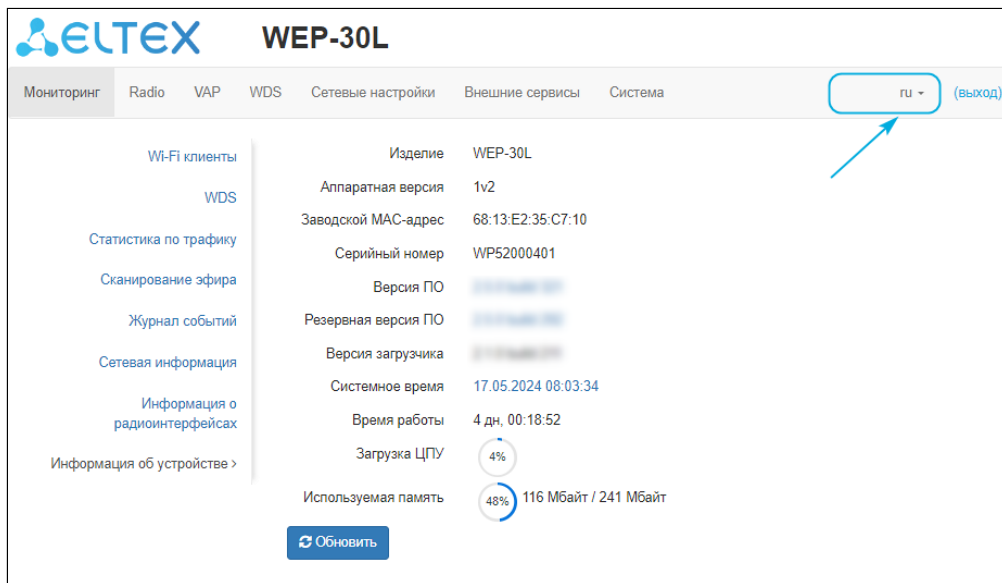 ELTEX WEP-30L
Мониторинг Radio VAP WDS Сетевые настройки Внешние сервисы Система ru (выход)
Wi-Fi клиенты
WDS
Статистика по трафику
Сканирование эфира
Журнал событий
Сетевая информация
Информация о
радиоинтерфейсах
Информация об устройстве >
Изделие WEP-30L
Аппаратная версия 1v2
Заводской MAC-адрес 68:13:E2:35:C7:10
Серийный номер WP52000401
Версия ПО
Резервная версия ПО
Версия загрузчика
Системное время 17.05.2024 08:03:34
Время работы 4 дн, 00:18:52
Загрузка ЦПУ 4%
Используемая память 48% 116 Мбайт / 241 Мбайт
Обновить